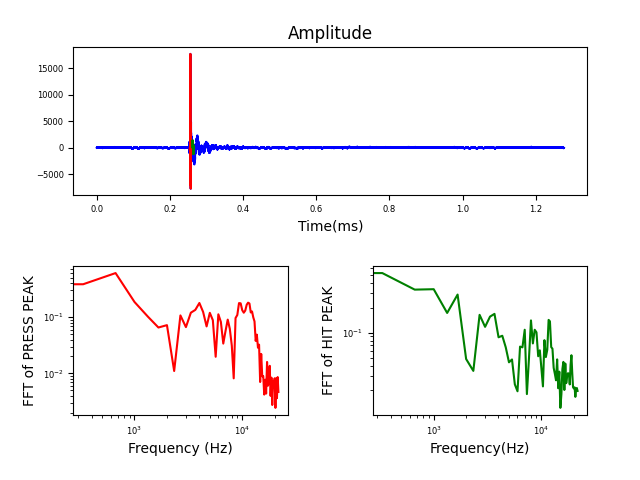 Amplitude
15000
10000
5000
0
−5000
0.0 0.2 0.4 0.6 0.8 1.0 1.2
Time(ms)
FFT of PRESS PEAK
10⁻¹
10⁻²
10³ 10⁴
Frequency (Hz)
FFT of HIT PEAK
10⁻¹
10³ 10⁴
Frequency(Hz)